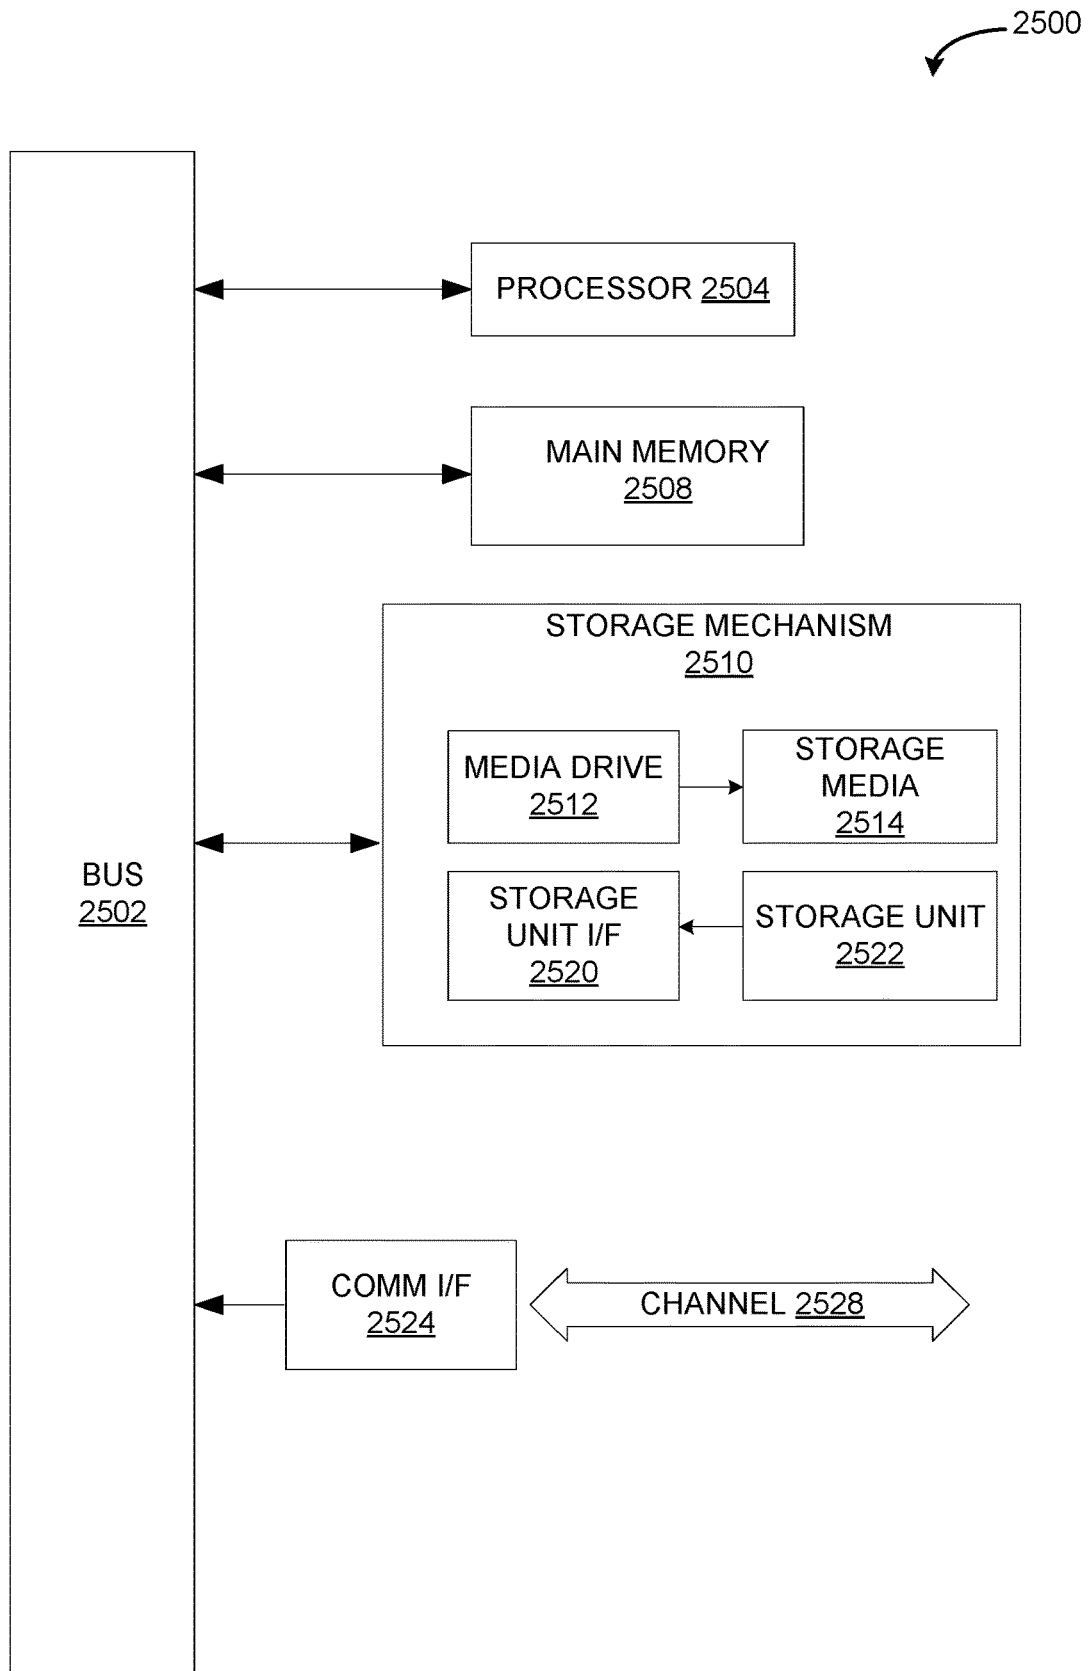 2500
PROCESSOR 2504
MAIN MEMORY
2508
STORAGE MECHANISM
2510
MEDIA DRIVE
2512
STORAGE
MEDIA
2514
BUS
2502
STORAGE
UNIT I/F
2520
STORAGE UNIT
2522
COMM I/F
2524
CHANNEL 2528